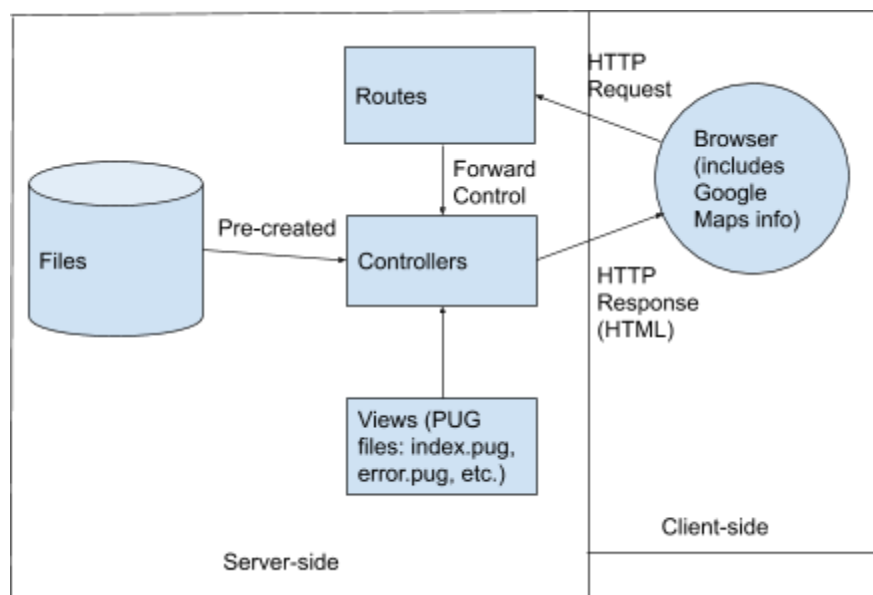 HTTP
Request
Routes
Browser
(includes
Google
Maps info)
Forward
Control
Pre-created
Files
Controllers
HTTP
Response
(HTML)
Views (PUG
files: index.pug,
error.pug, etc.)
Client-side
Server-side